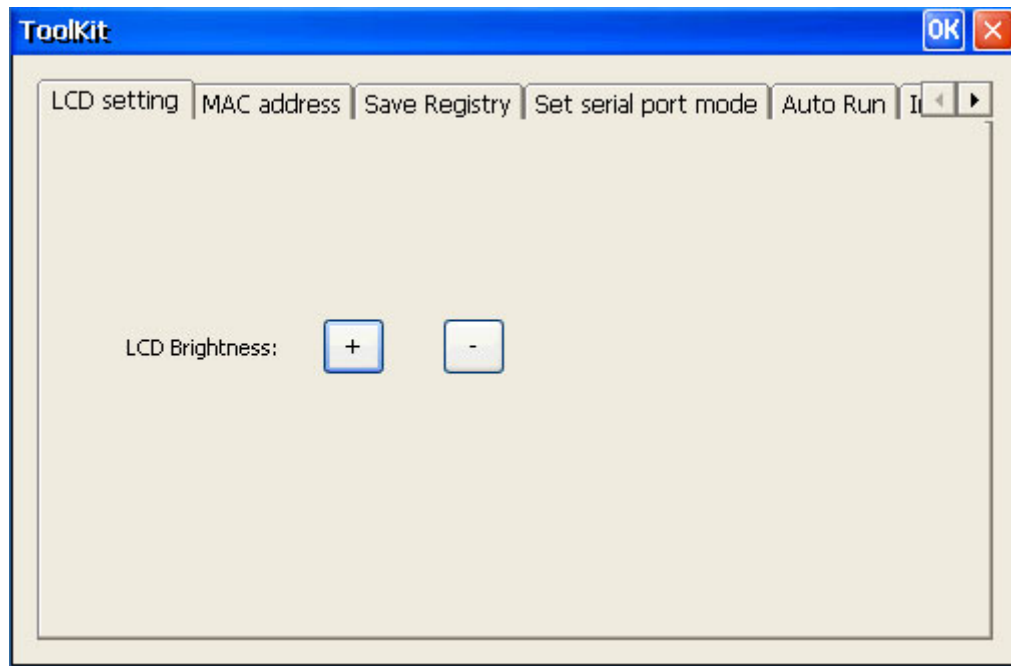 ToolKit OK
LCD setting MAC address Save Registry Set serial port mode Auto Run
LCD Brightness: + -